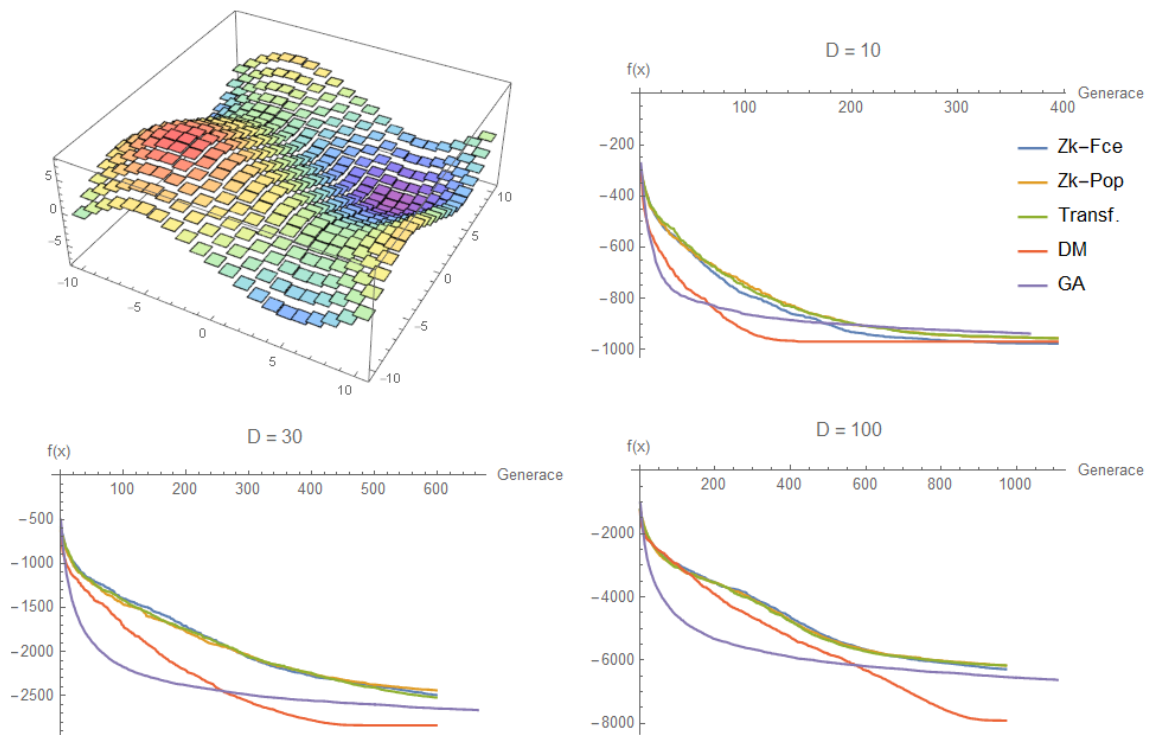 5
0
−5
−10
−5
0
5
10
−10
−5
0
5
10
D = 10
f(x)
Generace
100 200 300 400
−200
−400
−600
−800
−1000
Zk−Fce
Zk−Pop
Transf.
DM
GA
D = 30
f(x)
Generace
100 200 300 400 500 600
−500
−1000
−1500
−2000
−2500
D = 100
f(x)
Generace
200 400 600 800 1000
−2000
−4000
−6000
−8000